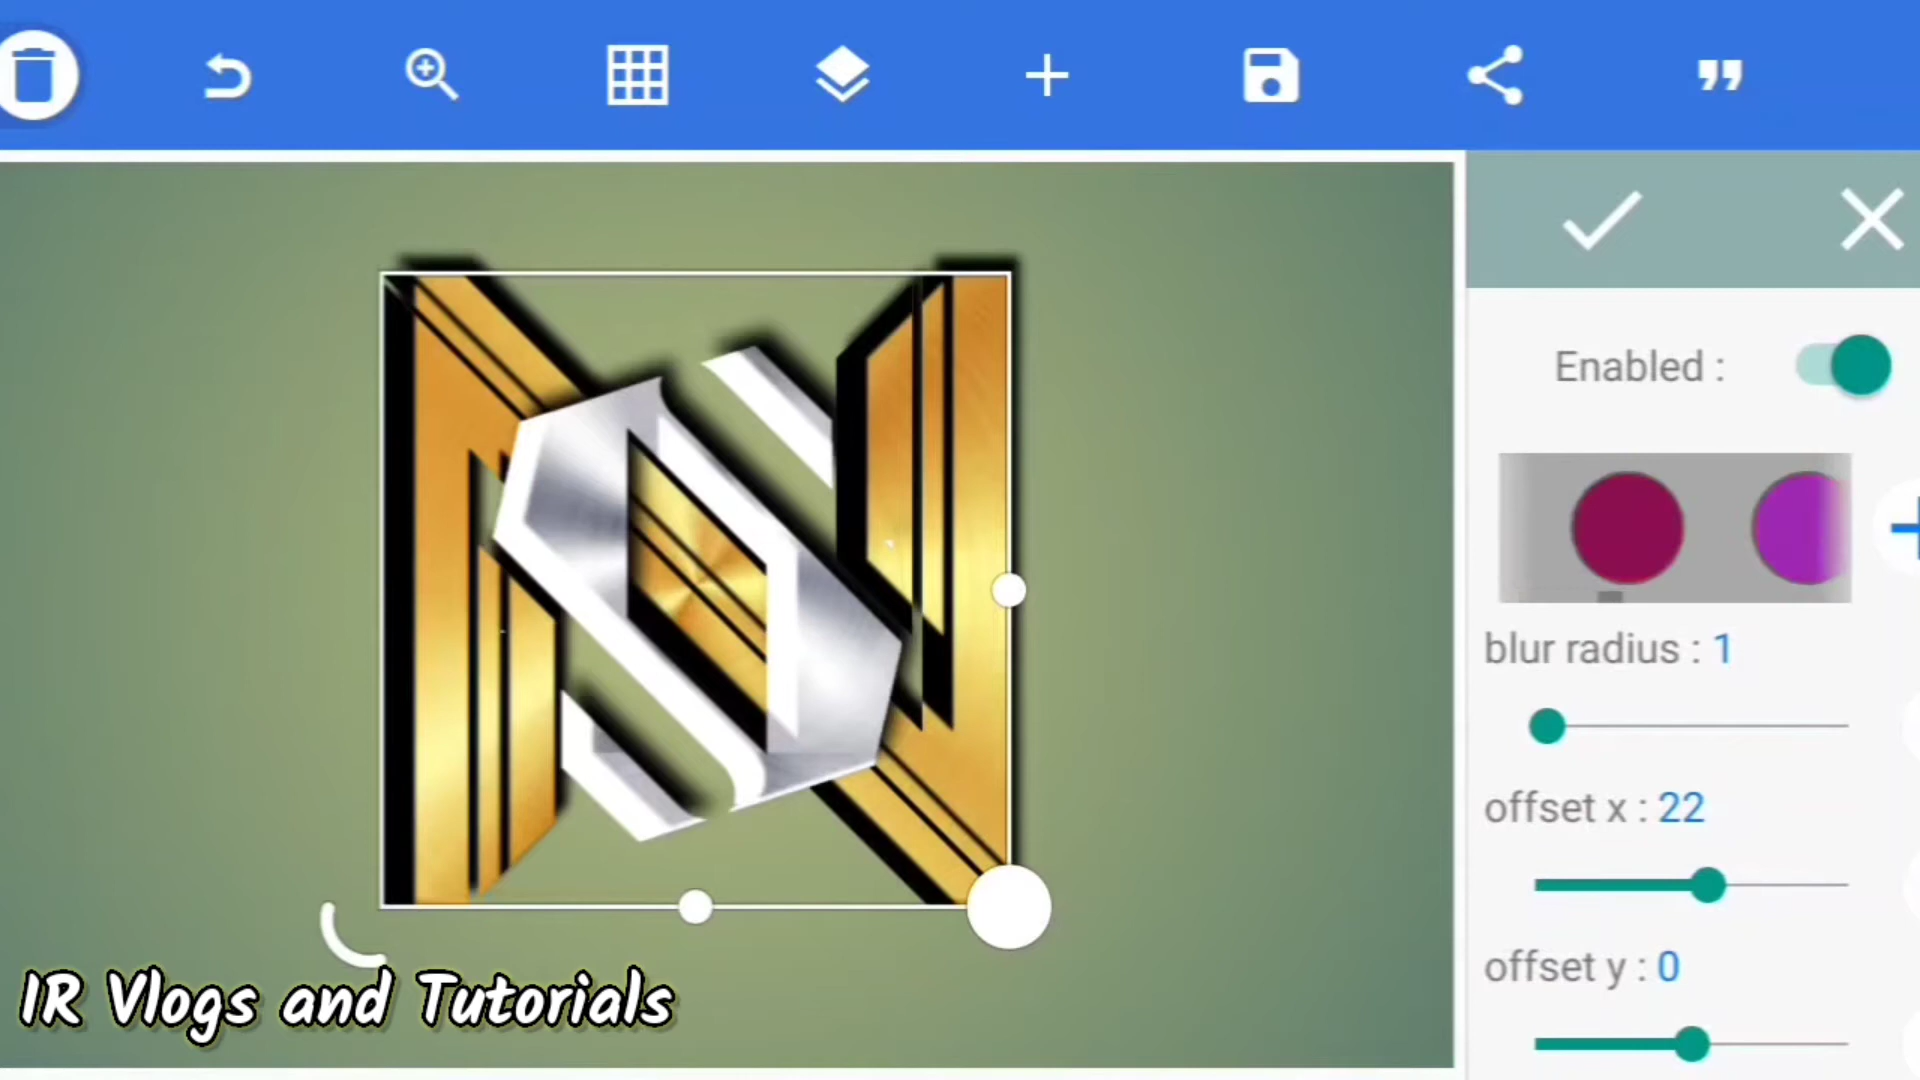 Enabled :
blur radius : 1
offset x : 22
offset y : 0
IR Vlogs and Tutorials